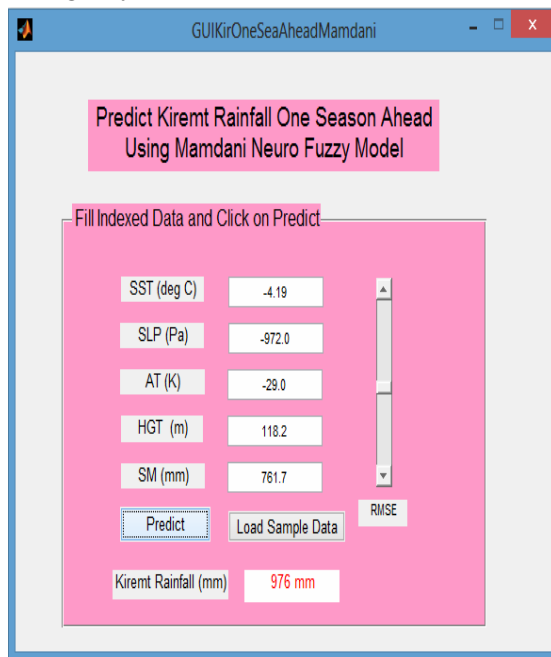 GUIKirOneSeaAheadMamdani
Predict Kiremt Rainfall One Season Ahead
Using Mamdani Neuro Fuzzy Model
Fill Indexed Data and Click on Predict
SST (deg C) -4.19
SLP (Pa) -972.0
AT (K) -29.0
HGT (m) 118.2
SM (mm) 761.7
Predict Load Sample Data RMSE
Kiremt Rainfall (mm) 976 mm